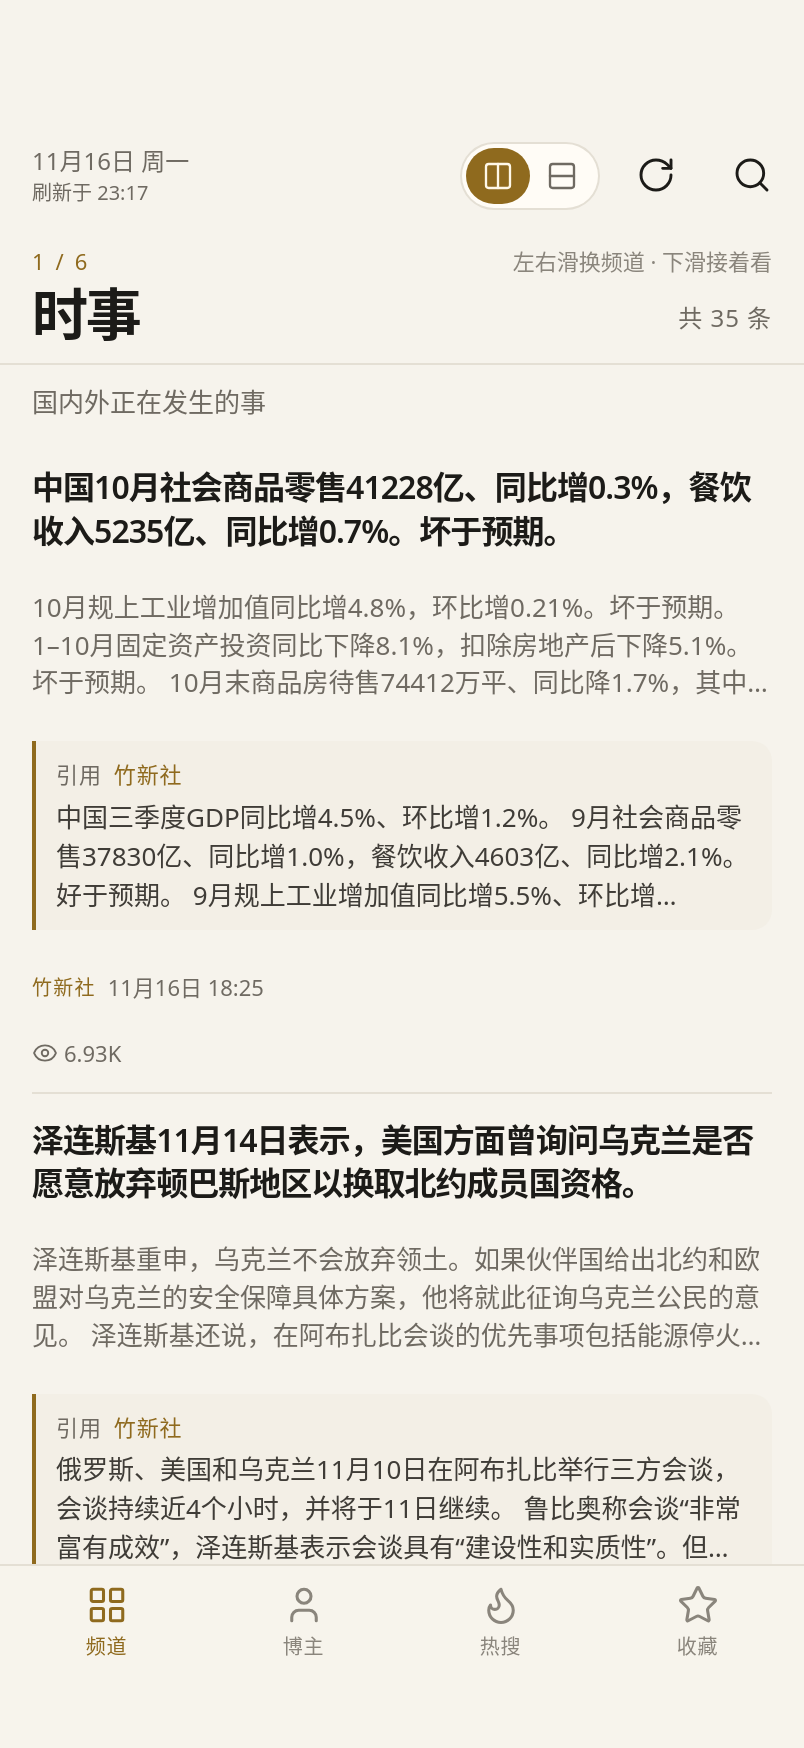 11月16日 周一
刷新于 23:17
1 / 6
左右滑换频道 · 下滑接着看
时事
共 35 条
国内外正在发生的事
中国10月社会商品零售41228亿、同比增0.3%，餐饮
收入5235亿、同比增0.7%。坏于预期。
10月规上工业增加值同比增4.8%，环比增0.21%。坏于预期。
1–10月固定资产投资同比下降8.1%，扣除房地产后下降5.1%。
坏于预期。 10月末商品房待售74412万平、同比降1.7%，其中...
引用 竹新社
中国三季度GDP同比增4.5%、环比增1.2%。 9月社会商品零
售37830亿、同比增1.0%，餐饮收入4603亿、同比增2.1%。
好于预期。 9月规上工业增加值同比增5.5%、环比增...
竹新社 11月16日 18:25
6.93K
泽连斯基11月14日表示，美国方面曾询问乌克兰是否
愿意放弃顿巴斯地区以换取北约成员国资格。
泽连斯基重申，乌克兰不会放弃领土。如果伙伴国给出北约和欧
盟对乌克兰的安全保障具体方案，他将就此征询乌克兰公民的意
见。 泽连斯基还说，在阿布扎比会谈的优先事项包括能源停火...
引用 竹新社
俄罗斯、美国和乌克兰11月10日在阿布扎比举行三方会谈，
会谈持续近4个小时，并将于11日继续。 鲁比奥称会谈“非常
富有成效”，泽连斯基表示会谈具有“建设性和实质性”。但...
频道
博主
热搜
收藏